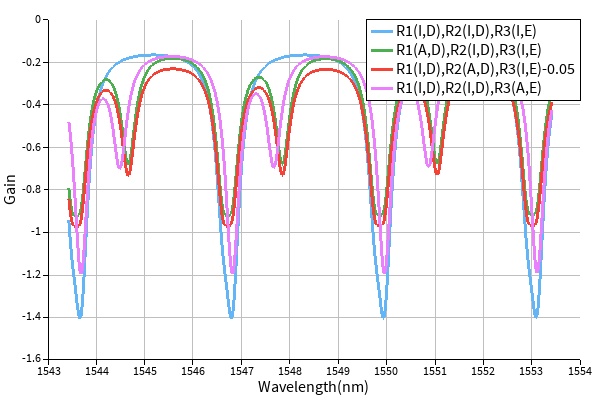 R1(I,D),R2(I,D),R3(I,E)
R1(A,D),R2(I,D),R3(I,E)
R1(I,D),R2(A,D),R3(I,E)-0.05
R1(I,D),R2(I,D),R3(A,E)
0
-0.2
-0.4
-0.6
-0.8
-1
-1.2
-1.4
-1.6
Gain
1543 1544 1545 1546 1547 1548 1549 1550 1551 1552 1553 1554
Wavelength(nm)